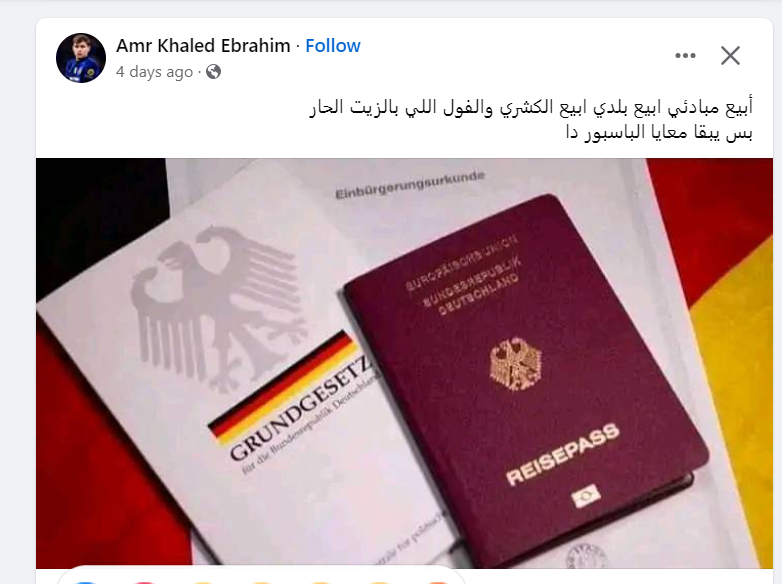 Amr Khaled Ebrahim · Follow
4 days ago ·
أبيع مبادئي ابيع بلدي ابيع الكشري والفول اللي بالزيت الحار
بس يبقا معايا الباسبور دا
Einbürgerungsurkunde
EUROPÄISCHE UNION
BUNDESREPUBLIK
DEUTSCHLAND
GRUNDGESETZ
für die Bundesrepublik Deutschland
REISEPASS